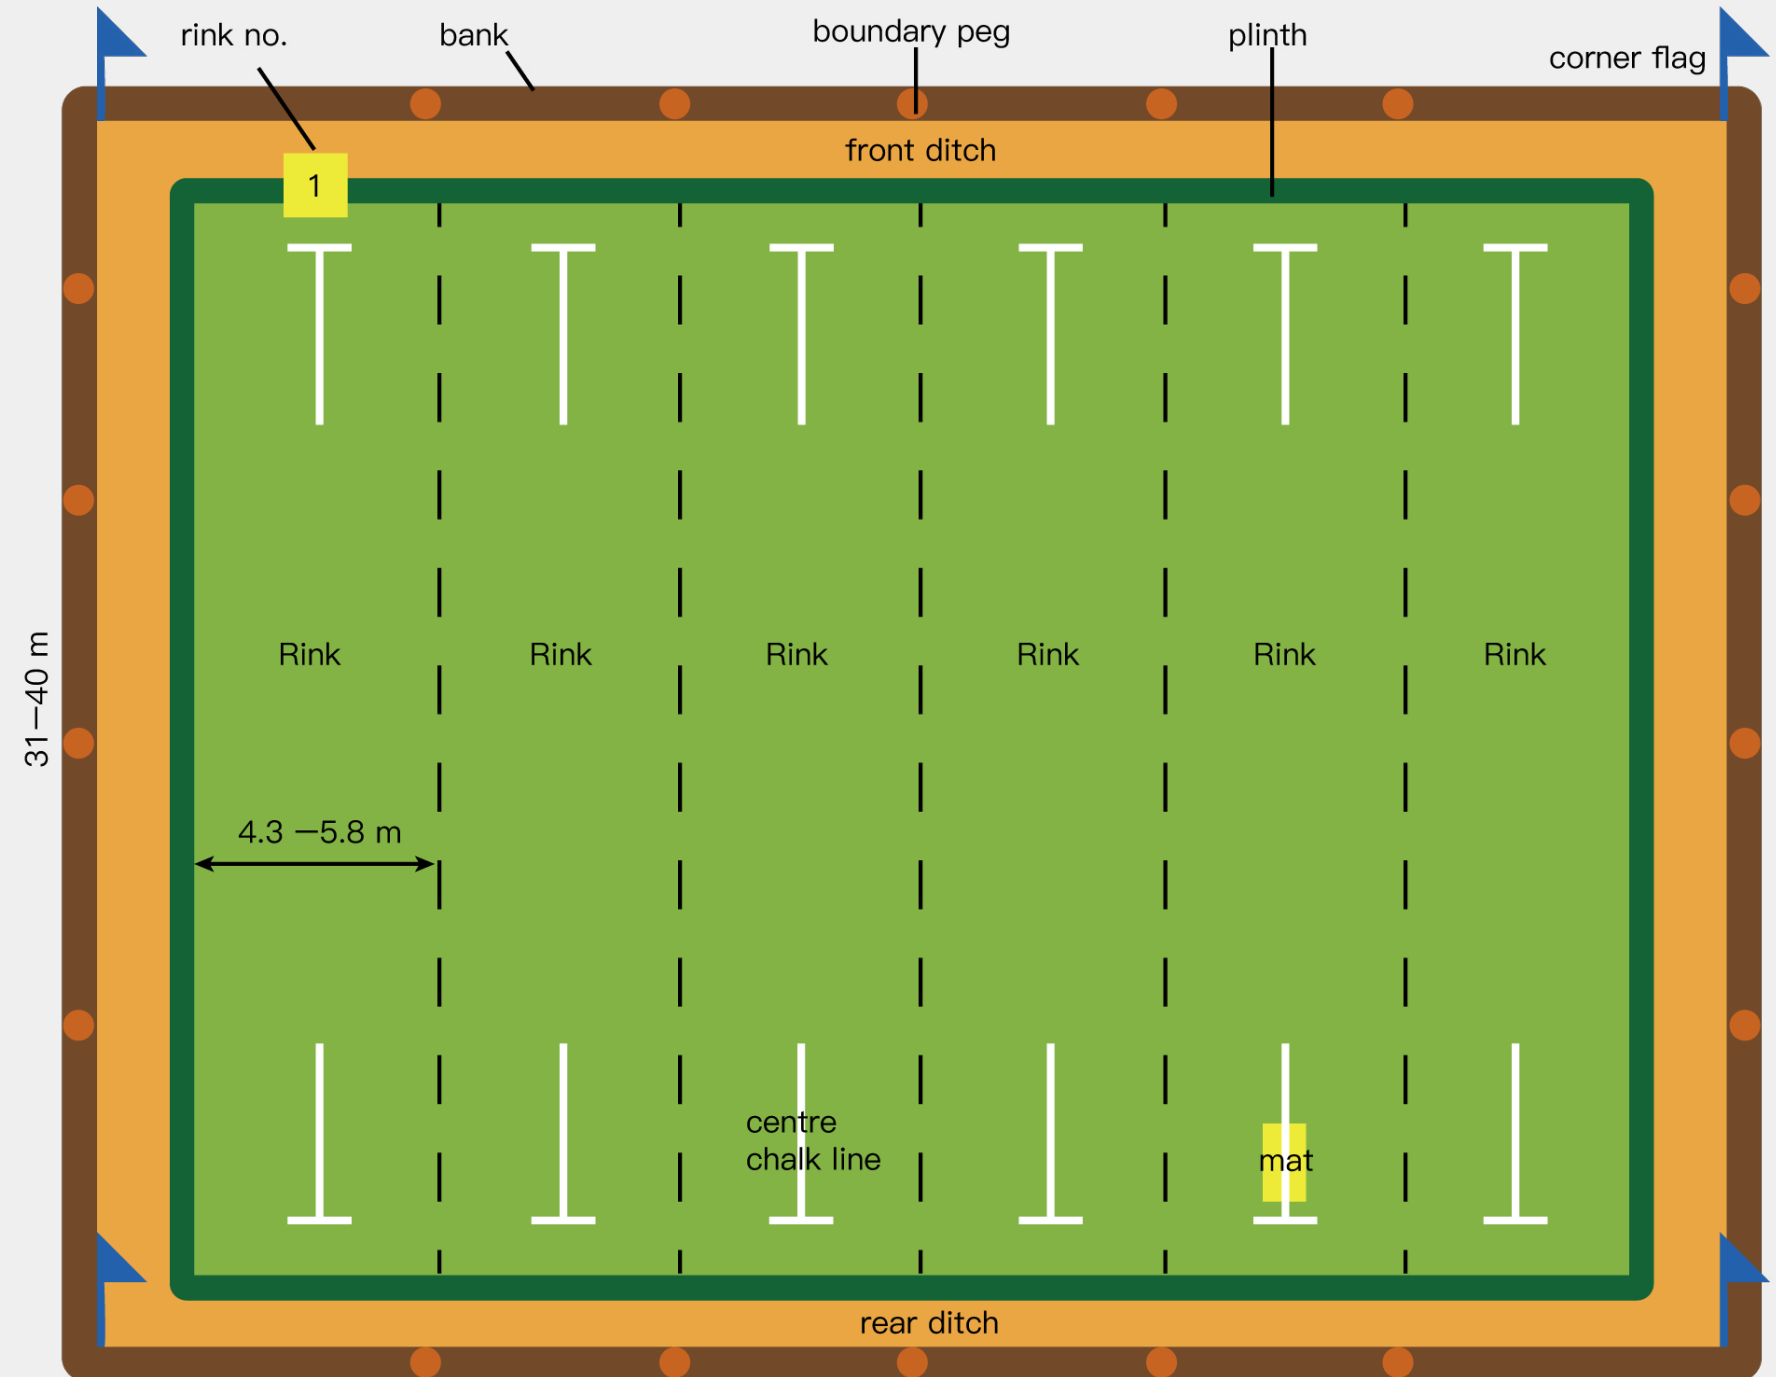 rink no.
bank
boundary peg
plinth
corner flag
front ditch
1
Rink
Rink
Rink
Rink
Rink
Rink
31—40 m
4.3 —5.8 m
centre
chalk line
mat
rear ditch